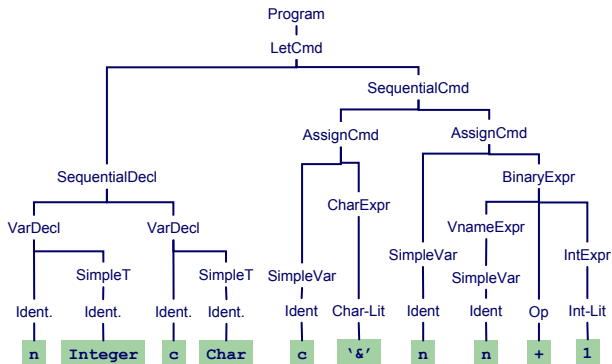 Program
LetCmd
SequentialCmd
AssignCmd AssignCmd
SequentialDecl BinaryExpr
CharExpr
VarDecl VarDecl VnameExpr
SimpleVar IntExpr
SimpleT SimpleT SimpleVar SimpleVar
Ident. Ident. Ident. Ident. Ident Char-Lit Ident Ident Op Int-Lit
n Integer c Char c ‘&’ n n + 1